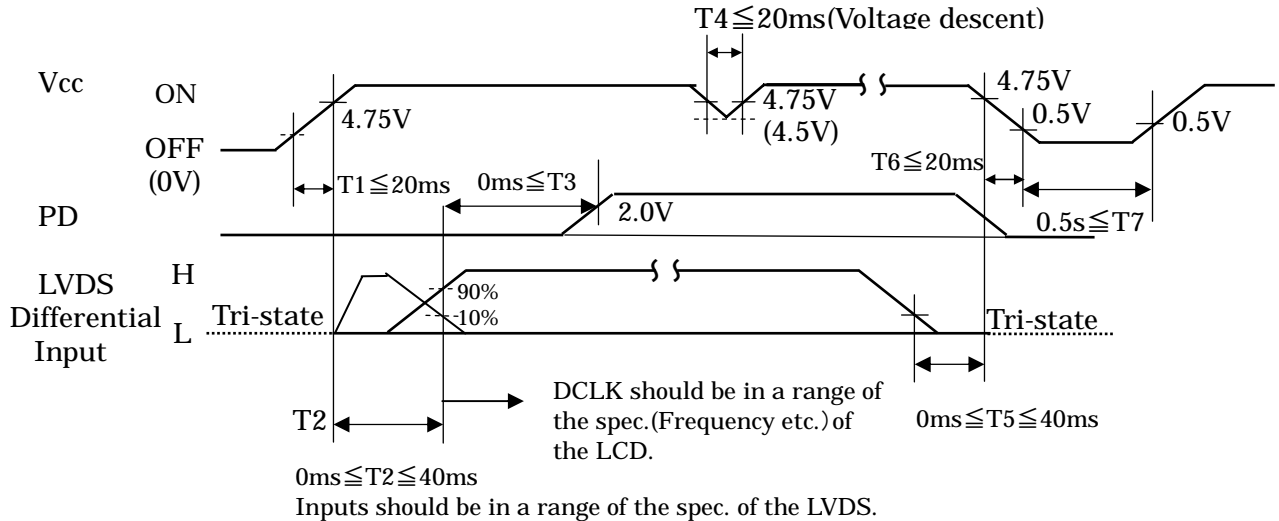 T4≦20ms(Voltage descent)
Vcc
ON
4.75V
4.75V
(4.5V)
4.75V
0.5V
0.5V
OFF
(0V)
T1≦20ms
0ms≦T3
T6≦20ms
PD
2.0V
0.5s≦T7
LVDS
Differential
Input
H
L
90%
10%
Tri-state
Tri-state
T2
DCLK should be in a range of
the spec.(Frequency etc.)of
the LCD.
0ms≦T5≦40ms
0ms≦T2≦40ms
Inputs should be in a range of the spec. of the LVDS.